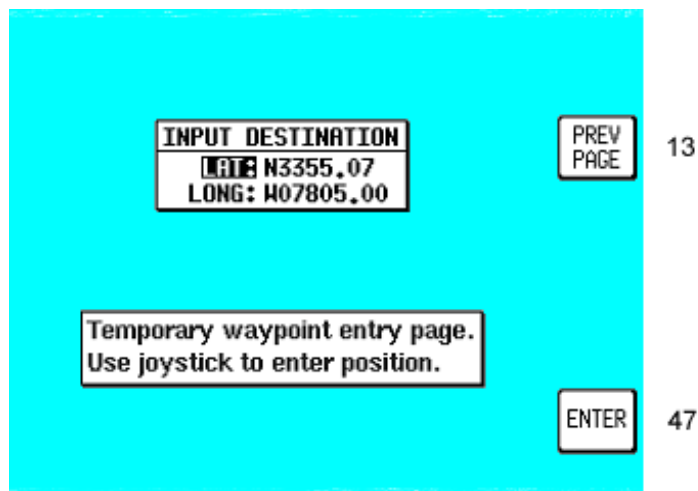 INPUT DESTINATION
LAT: N3355.07
LONG: W07805.00
PREV
PAGE
13
Temporary waypoint entry page.
Use joystick to enter position.
ENTER
47